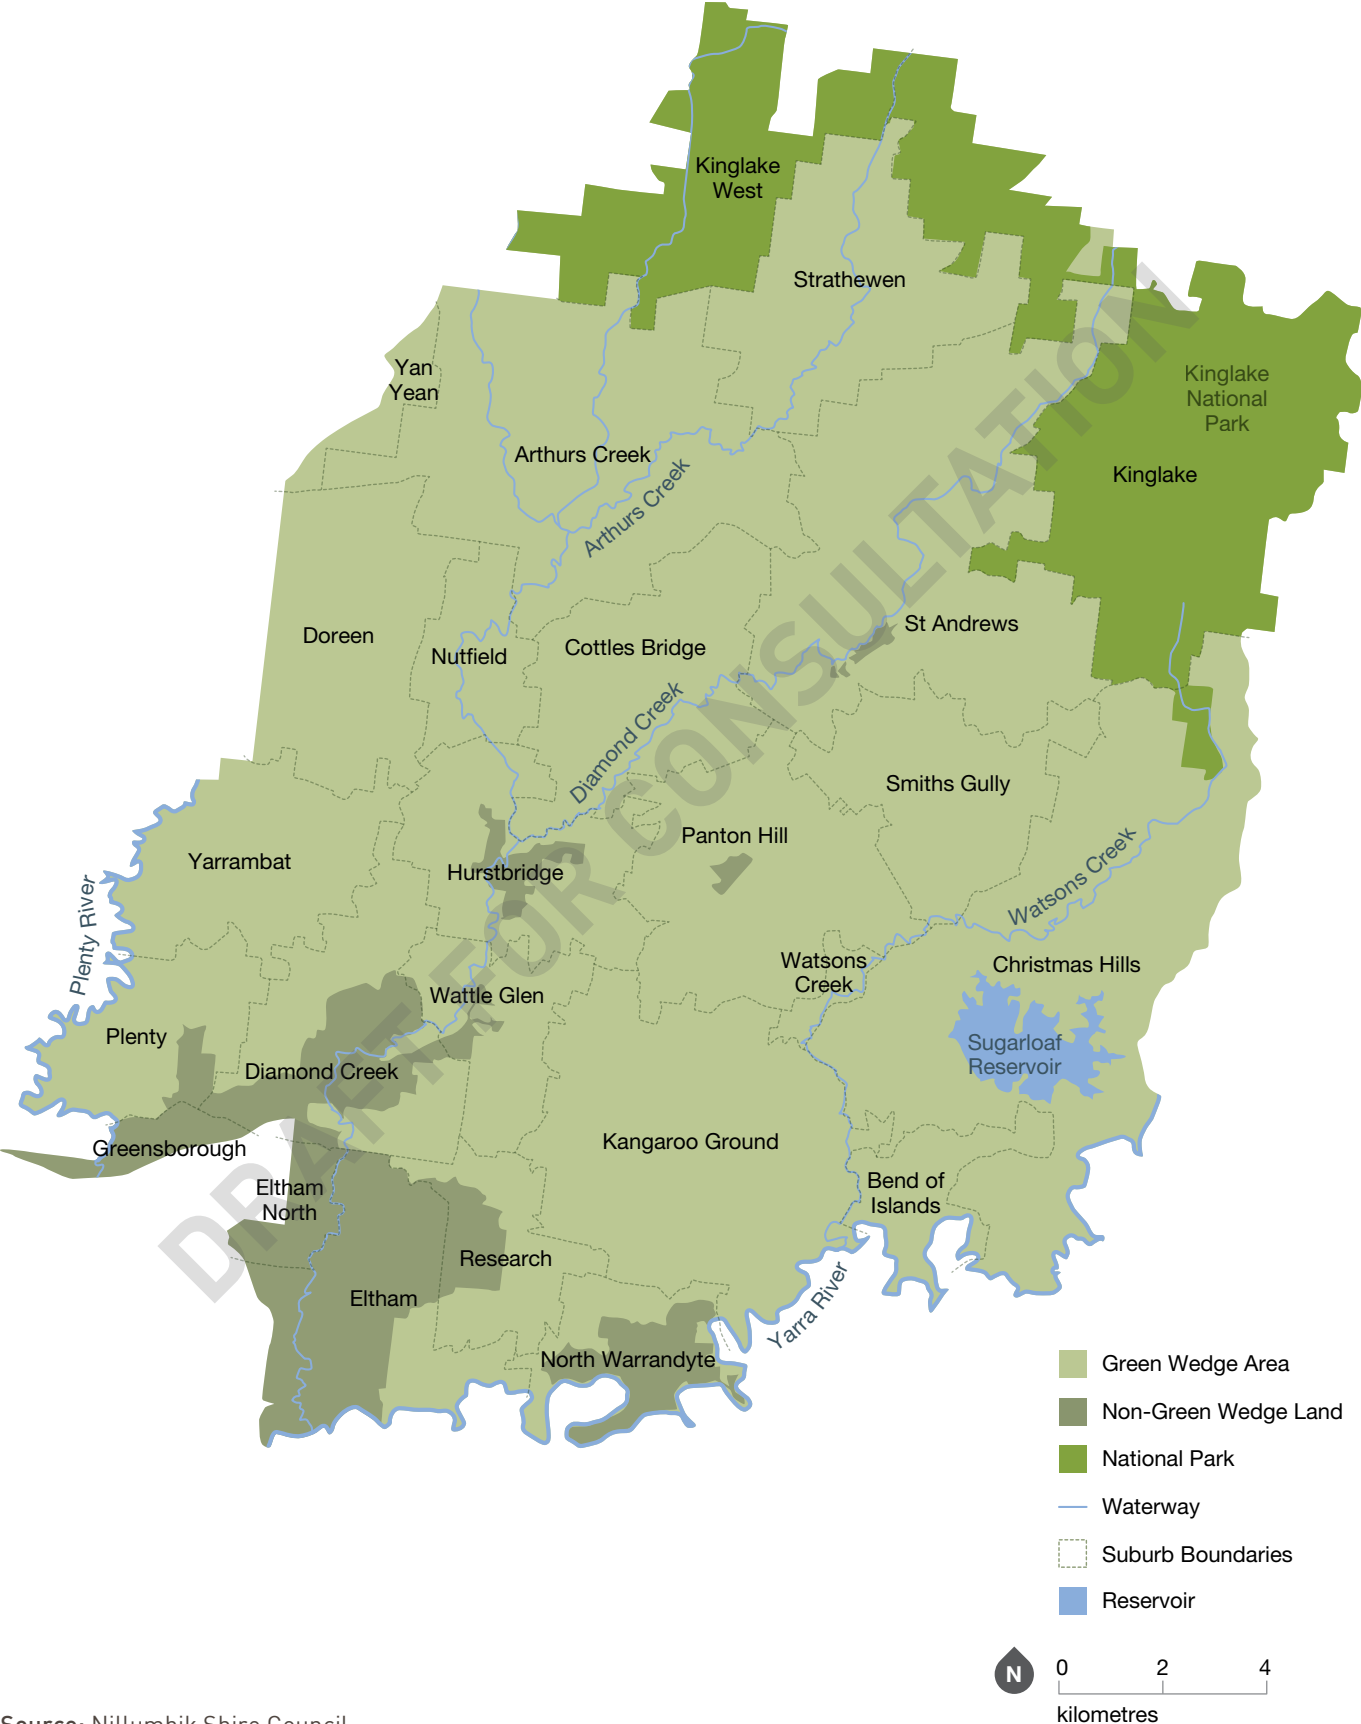 Kinglake
West
Strathewen
Yan
Yean
Kinglake
National
Park
Arthurs Creek
Arthurs Creek
Kinglake
Doreen
Nutfield
Cottles Bridge
St Andrews
Diamond Creek
Smiths Gully
Panton Hill
Yarrambat
Hurstbridge
Watsons Creek
Plenty River
Watsons
Creek
Christmas Hills
Wattle Glen
Plenty
Sugarloaf
Reservoir
Diamond Creek
Greensborough
Kangaroo Ground
Eltham
North
Bend of
Islands
Research
Eltham
Yarra River
North Warrandyte
DRAFT FOR CONSULTATION
Green Wedge Area
Non-Green Wedge Land
National Park
Waterway
Suburb Boundaries
Reservoir
N
0 2 4
kilometres
Source: Nillumbik Shire Council